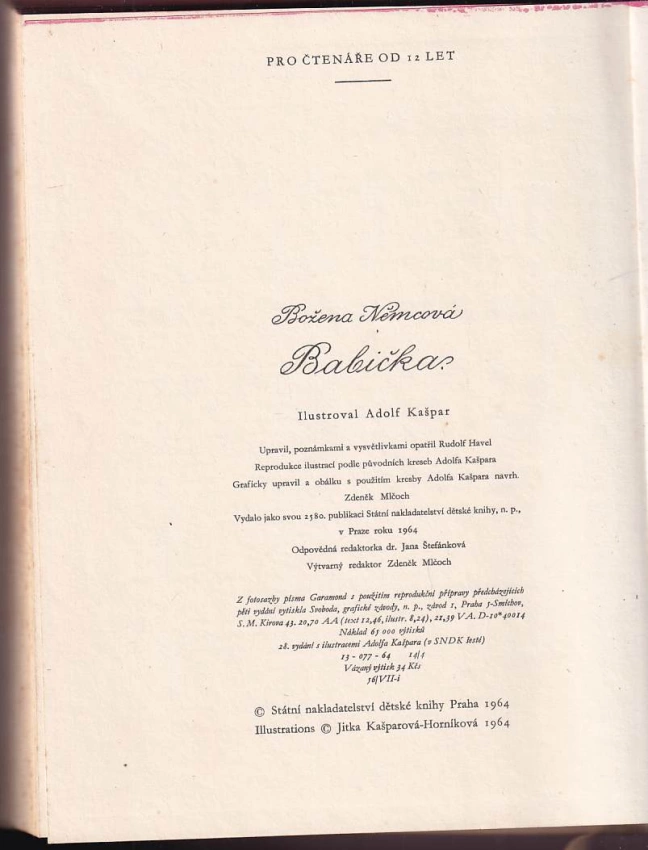 PRO ČTENÁŘE OD 12 LET
Božena Němcová
Babička
Ilustroval Adolf Kašpar
Upravil, poznámkami a vysvětlivkami opatřil Rudolf Havel
Reprodukce ilustrací podle původních kreseb Adolfa Kašpara
Graficky upravil a obálku s použitím kresby Adolfa Kašpara navrh.
Zdeněk Mlčoch
Vydalo jako svou 2580. publikaci Státní nakladatelství dětské knihy, n. p.,
v Praze roku 1964
Odpovědná redaktorka dr. Jana Štefánková
Výtvarný redaktor Zdeněk Mlčoch
Z fotosazby písma Garamond s použitím reprodukční přípravy předcházejících
pěti vydání vytiskla Svoboda, grafické závody, n. p., závod 1, Praha 5-Smíchov,
S. M. Kirova 43. 20,70 AA (text 12,46, ilustr. 8,24), 21,39 VA. D-10*40014
Náklad 65 000 výtisků
28. vydání s ilustracemi Adolfa Kašpara (v SNDK šesté)
13 - 077 - 64 14/4
Vázaný výtisk 34 Kčs
56/VII-1
© Státní nakladatelství dětské knihy Praha 1964
Illustrations © Jitka Kašparová-Horníková 1964